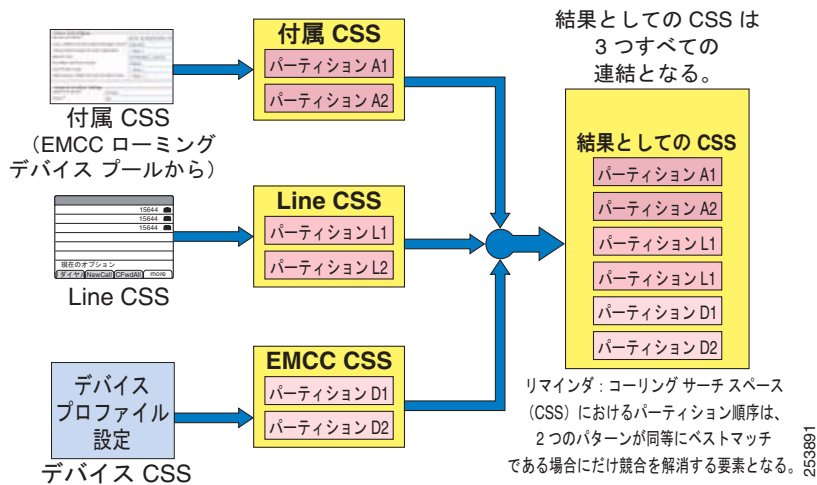 付属 CSS
(EMCC ローミング
デバイス プールから)
付属 CSS
パーティション A1
パーティション A2
15644
15644
15644
現在のオプション
ダイヤル NewCall CFwdAll more
Line CSS
Line CSS
パーティション L1
パーティション L2
デバイス
プロファイル
設定
デバイス CSS
EMCC CSS
パーティション D1
パーティション D2
結果としての CSS は
3 つすべての
連結となる。
結果としての CSS
パーティション A1
パーティション A2
パーティション L1
パーティション L1
パーティション D1
パーティション D2
リマインダ:コーリング サーチ スペース
(CSS)におけるパーティション順序は、
2 つのパターンが同等にベストマッチ
である場合にだけ競合を解消する要素となる。
253891